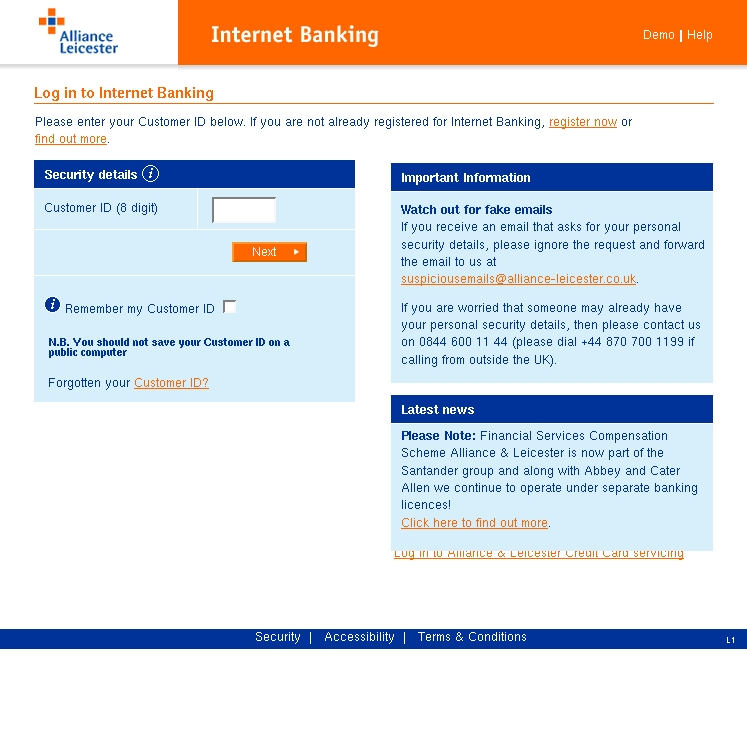 Alliance
Leicester
Internet Banking
Demo | Help
Log in to Internet Banking
Please enter your Customer ID below. If you are not already registered for Internet Banking, register now or
find out more.
Security details i
Customer ID (8 digit)
Next
i Remember my Customer ID
N.B. You should not save your Customer ID on a
public computer
Forgotten your Customer ID?
Important Information
Watch out for fake emails
If you receive an email that asks for your personal
security details, please ignore the request and forward
the email to us at
suspiciousemails@alliance-leicester.co.uk.
If you are worried that someone may already have
your personal security details, then please contact us
on 0844 600 11 44 (please dial +44 870 700 1199 if
calling from outside the UK).
Latest news
Please Note: Financial Services Compensation
Scheme Alliance & Leicester is now part of the
Santander group and along with Abbey and Cater
Allen we continue to operate under separate banking
licences!
Click here to find out more.
Log in to Alliance & Leicester Credit Card servicing
Security | Accessibility | Terms & Conditions
L1